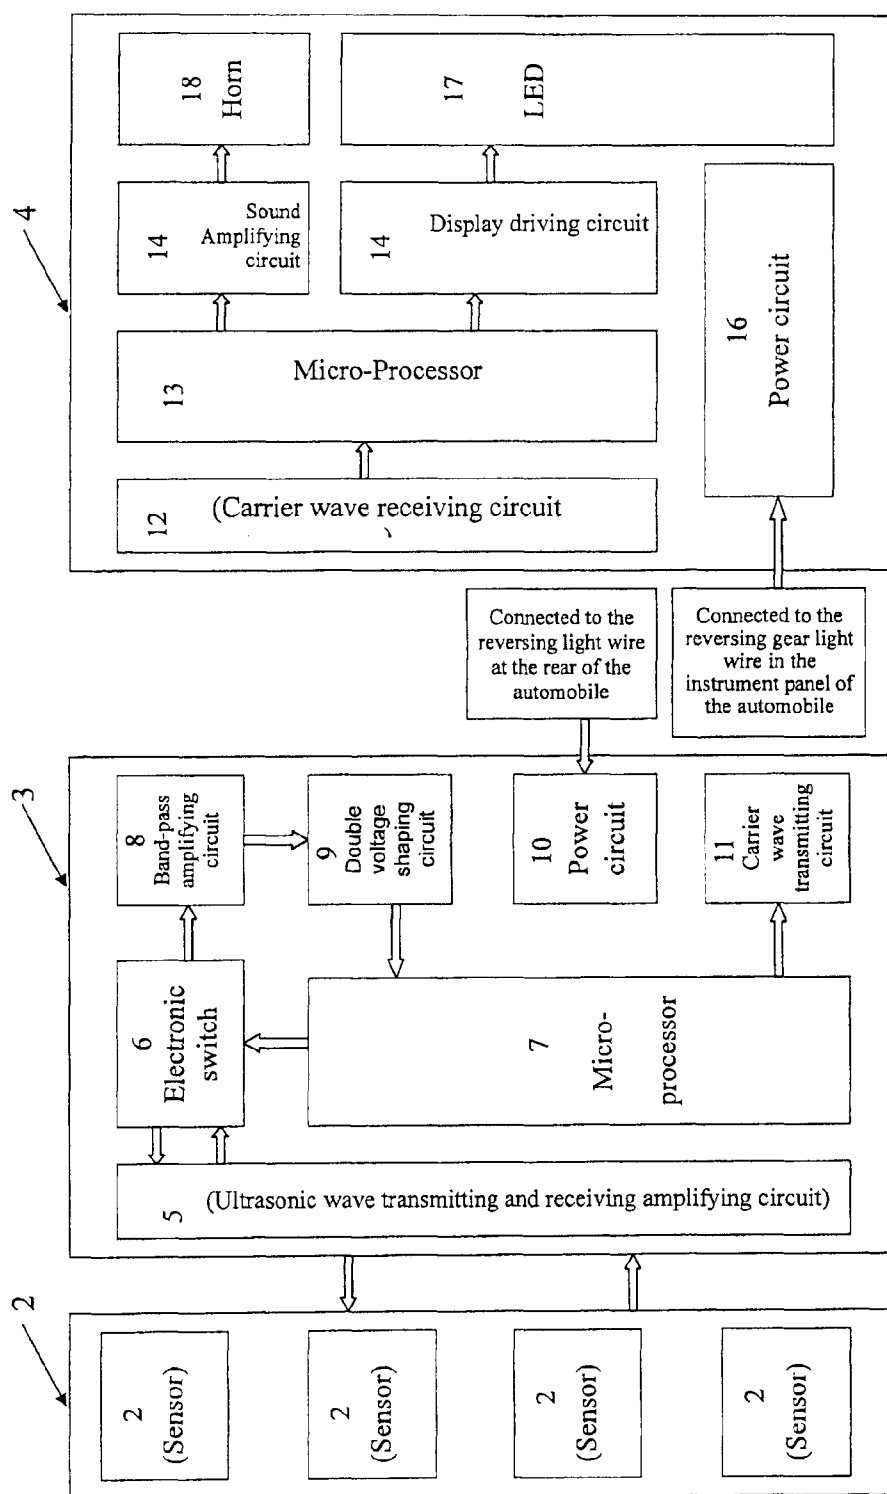 4
18
Horn
17
LED
14
Sound
Amplifying
circuit
14
Display driving circuit
13
Micro-Processor
12
(Carrier wave receiving circuit
16
Power circuit
Connected to the
reversing light wire
at the rear of the
automobile
Connected to the
reversing gear light
wire in the
instrument panel of
the automobile
3
8
Band-pass
amplifying
circuit
9
Double
voltage
shaping
circuit
10
Power
circuit
11
Carrier
wave
transmitting
circuit
6
Electronic
switch
7
Micro-
processor
5
(Ultrasonic wave transmitting and receiving amplifying circuit)
2
2
(Sensor)
2
(Sensor)
2
(Sensor)
2
(Sensor)